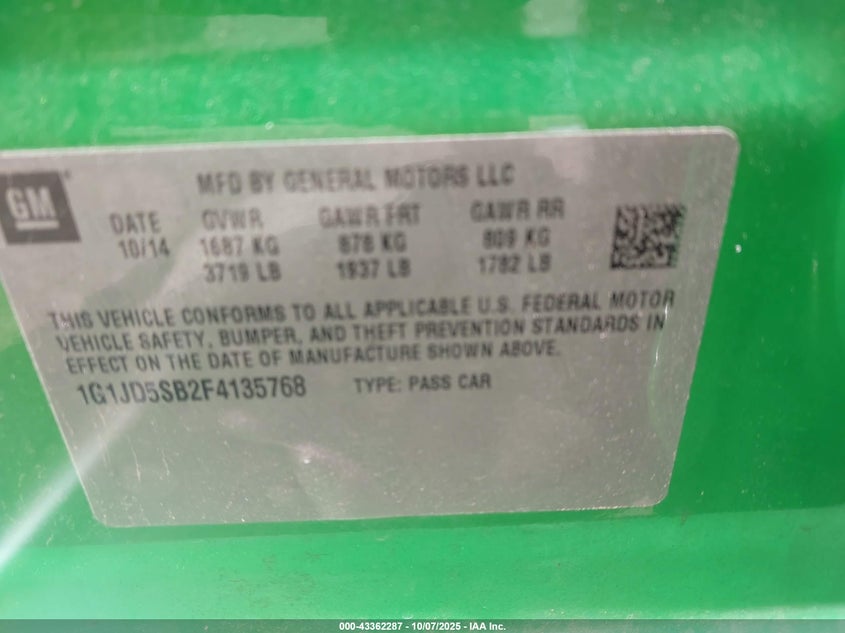 GM
MFD BY GENERAL MOTORS LLC
DATE GVWR GAWR FRT GAWR RR
10/14 1687 KG 878 KG 809 KG
3719 LB 1937 LB 1782 LB
THIS VEHICLE CONFORMS TO ALL APPLICABLE U.S. FEDERAL MOTOR
VEHICLE SAFETY, BUMPER, AND THEFT PREVENTION STANDARDS IN
EFFECT ON THE DATE OF MANUFACTURE SHOWN ABOVE.
1G1JD5SB2F4135768 TYPE: PASS CAR
000-43362287 - 10/07/2025 - IAA Inc.